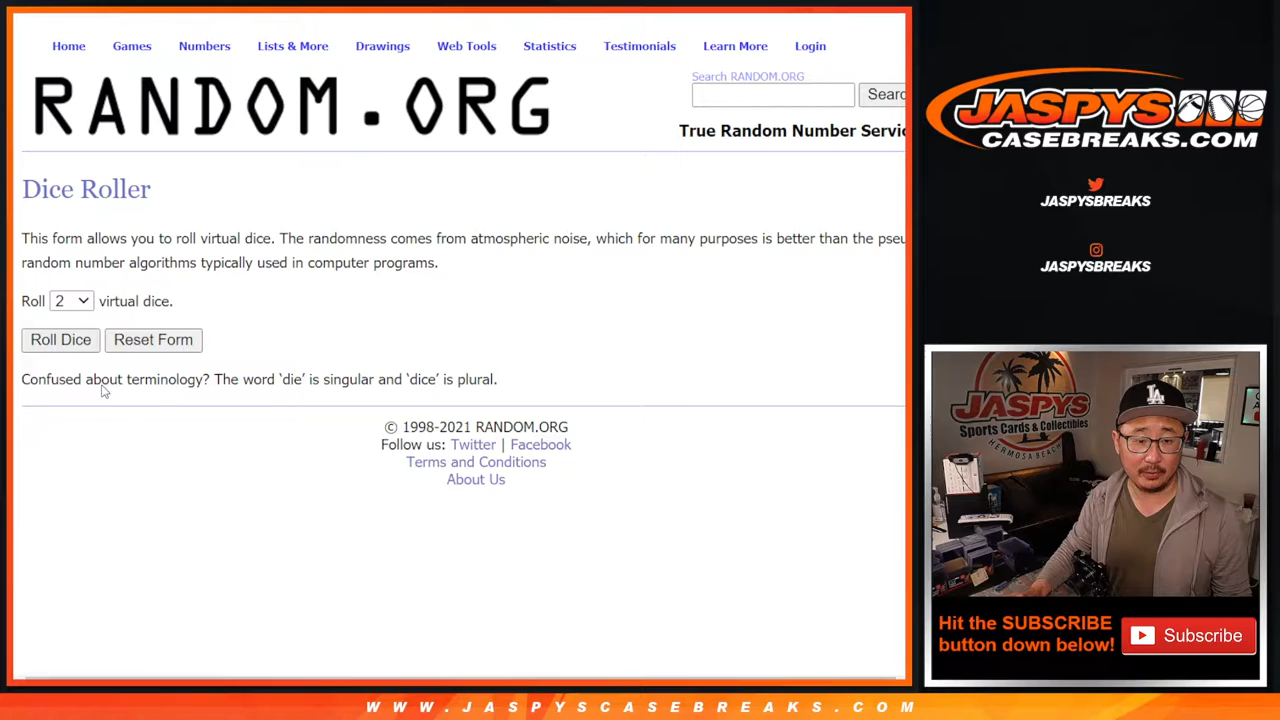 Home Games Numbers Lists & More Drawings Web Tools Statistics Testimonials Learn More Login
RANDOM.ORG
Search RANDOM.ORG
Searc
True Random Number Servic
Dice Roller
This form allows you to roll virtual dice. The randomness comes from atmospheric noise, which for many purposes is better than the pseu
random number algorithms typically used in computer programs.
Roll 2 virtual dice.
Roll Dice Reset Form
Confused about terminology? The word ‘die’ is singular and ‘dice’ is plural.
© 1998-2021 RANDOM.ORG
Follow us: Twitter | Facebook
Terms and Conditions
About Us
JASPYS
CASEBREAKS.COM
JASPYSBREAKS
JASPYSBREAKS
JASPYS
Sports Cards & Collectibles
HERMOSA BEACH
LA
Hit the SUBSCRIBE
button down below!
Subscribe
WWW.JASPYSCASEBREAKS.COM